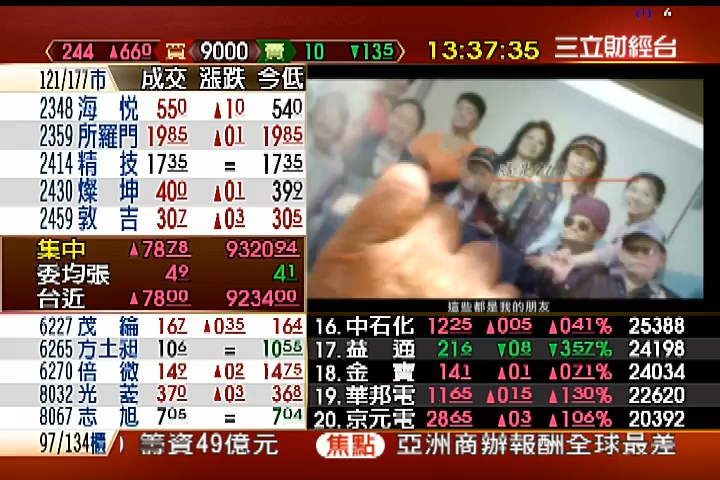 244 ▲660 買 9000 賣 10 ▼135 13:37:35 三立財經台
121/177市 成交 漲跌 今低
2348 海悅 550 ▲10 540
2359 所羅門 1985 ▲01 1985
2414 精技 1735 = 1735
2430 燦坤 400 ▲01 399
2459 敦吉 307 ▲03 305
集中 ▲7878 932094
委均張 49 41
台近 ▲7800 923400
6227 茂綸 167 ▲035 164
6265 方土昶 106 = 1055
6270 倍微 149 ▲02 1475
8032 光菱 370 ▲03 368
8067 志旭 705 = 704
這些都是我的朋友
16.中石化 1225 ▲005 ▲041% 25388
17.益通 216 ▼08 ▼357% 24198
18.金寶 141 ▲01 ▲071% 24034
19.華邦電 1165 ▲015 ▲130% 22620
20.京元電 2865 ▲03 ▲106% 20392
97/134櫃 ) 籌資49億元 焦點 亞洲商辦報酬全球最差